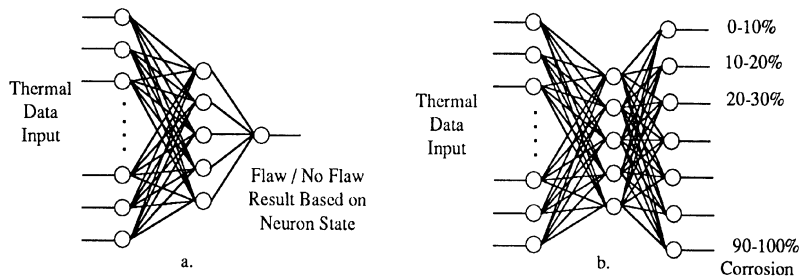 Thermal
Data
Input
Flaw / No Flaw
Result Based on
Neuron State
a.
Thermal
Data
Input
0-10%
10-20%
20-30%
90-100%
Corrosion
b.